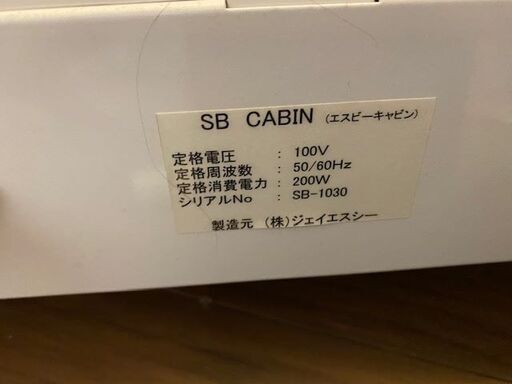 SB CABIN (エスビーキャビン)
定格電圧 : 100V
定格周波数 : 50/60Hz
定格消費電力 : 200W
シリアルNo : SB-1030
製造元 (株)ジェイエスシー